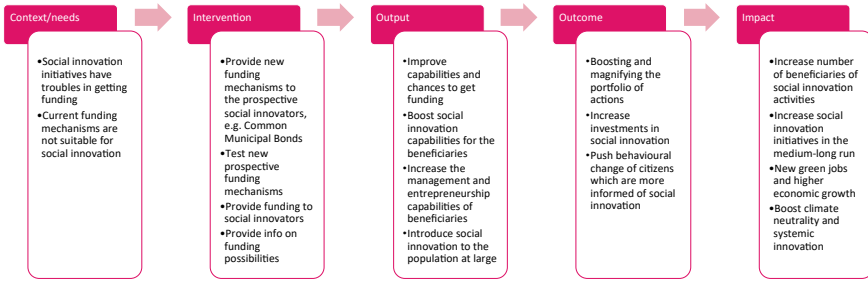 Context/needs
•Social innovation
initiatives have
troubles in getting
funding
•Current funding
mechanisms are
not suitable for
social innovation
Intervention
•Provide new
funding
mechanisms to
the prospective
social innovators,
e.g. Common
Municipal Bonds
•Test new
prospective
funding
mechanisms
•Provide funding to
social innovators
•Provide info on
funding
possibilities
Output
•Improve
capabilities and
chances to get
funding
•Boost social
innovation
capabilities for the
beneficiaries
•Increase the
management and
entrepreneurship
capabilities of
beneficiaries
•Introduce social
innovation to the
population at large
Outcome
•Boosting and
magnifying the
portfolio of
actions
•Increase
investments in
social innovation
•Push behavioural
change of citizens
which are more
informed of social
innovation
Impact
•Increase number
of beneficiaries of
social innovation
activities
•Increase social
innovation
initiatives in the
medium-long run
•New green jobs
and higher
economic growth
•Boost climate
neutrality and
systemic
innovation